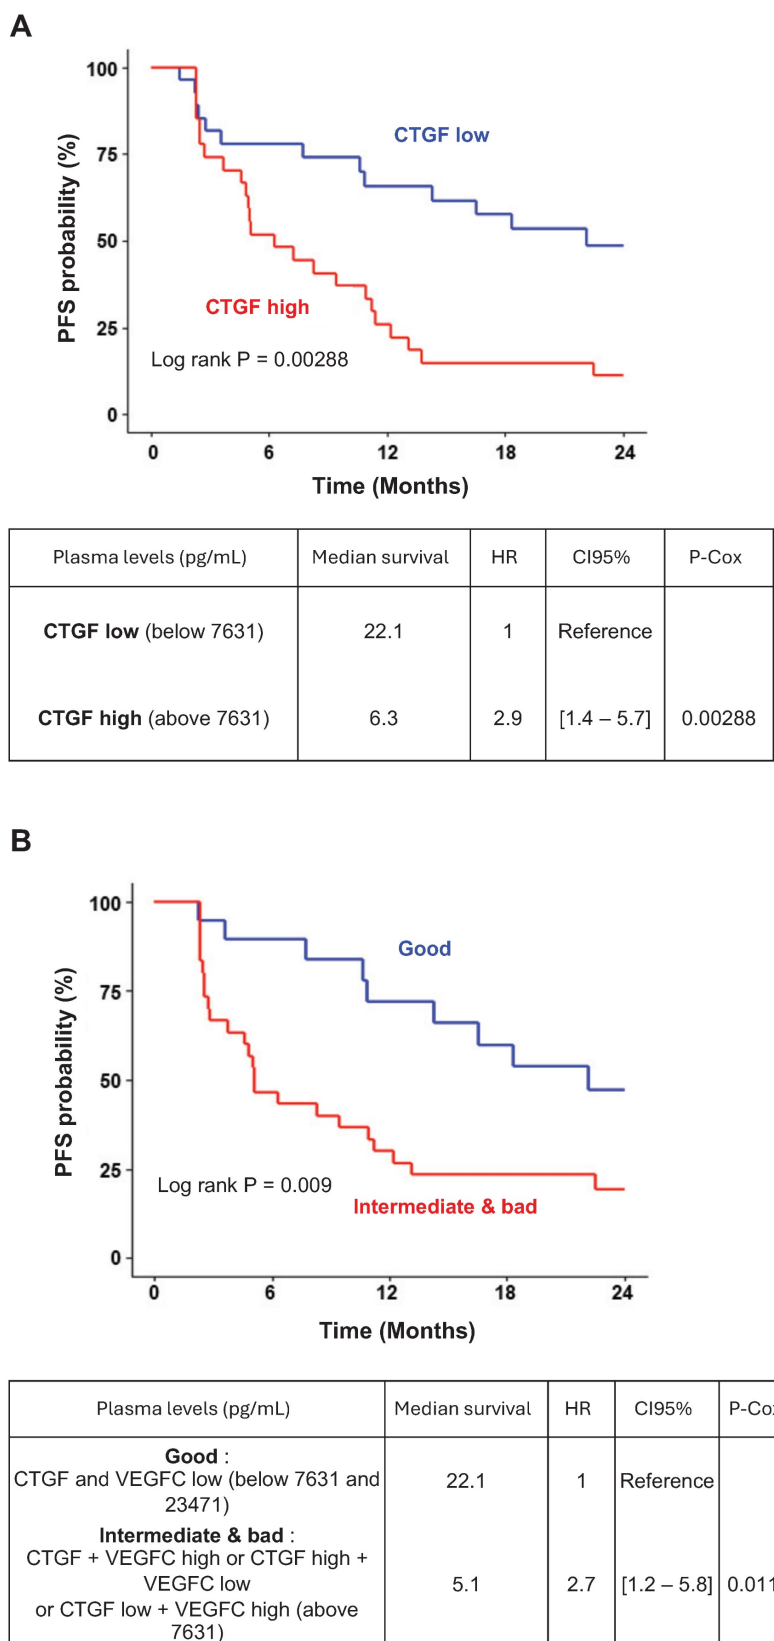 A
100
75
50
25
0
PFS probability (%)
CTGF low
CTGF high
Log rank P = 0.00288
0 6 12 18 24
Time (Months)
Plasma levels (pg/mL) Median survival HR CI95% P-Cox
CTGF low (below 7631) 22.1 1 Reference
CTGF high (above 7631) 6.3 2.9 [1.4 – 5.7] 0.00288
B
100
75
50
25
0
PFS probability (%)
Good
Log rank P = 0.009
Intermediate & bad
0 6 12 18 24
Time (Months)
Plasma levels (pg/mL) Median survival HR CI95% P-Cox
Good :
CTGF and VEGFC low (below 7631 and
23471)
22.1 1 Reference
Intermediate & bad :
CTGF + VEGFC high or CTGF high +
VEGFC low
or CTGF low + VEGFC high (above
7631)
5.1 2.7 [1.2 – 5.8] 0.011